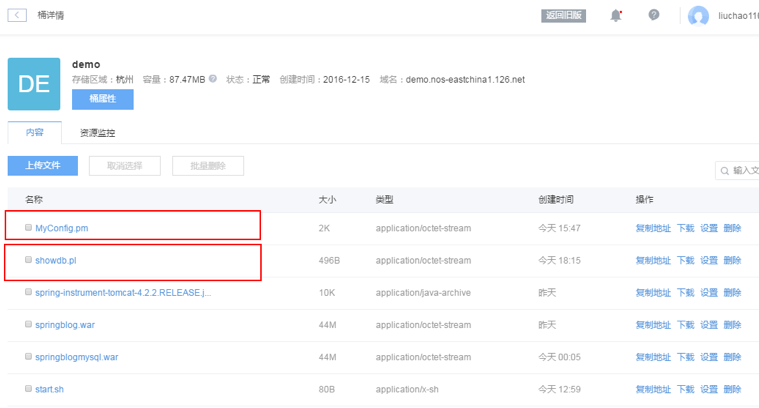 桶详情 返回旧版 liuchao116
DE
demo
存储区域：杭州 容量：87.47MB 状态：正常 创建时间：2016-12-15 域名：demo.nos-eastchina1.126.net
桶属性
内容 资源监控
上传文件 取消选择 批量删除 输入文
名称 大小 类型 创建时间 操作
MyConfig.pm 2K application/octet-stream 今天 15:47 复制地址 下载 设置 删除
showdb.pl 496B application/octet-stream 今天 18:15 复制地址 下载 设置 删除
spring-instrument-tomcat-4.2.2.RELEASE.j... 10K application/java-archive 昨天 复制地址 下载 设置 删除
springblog.war 44M application/octet-stream 昨天 复制地址 下载 设置 删除
springblogmysql.war 44M application/octet-stream 今天 00:05 复制地址 下载 设置 删除
start.sh 80B application/x-sh 今天 12:59 复制地址 下载 设置 删除